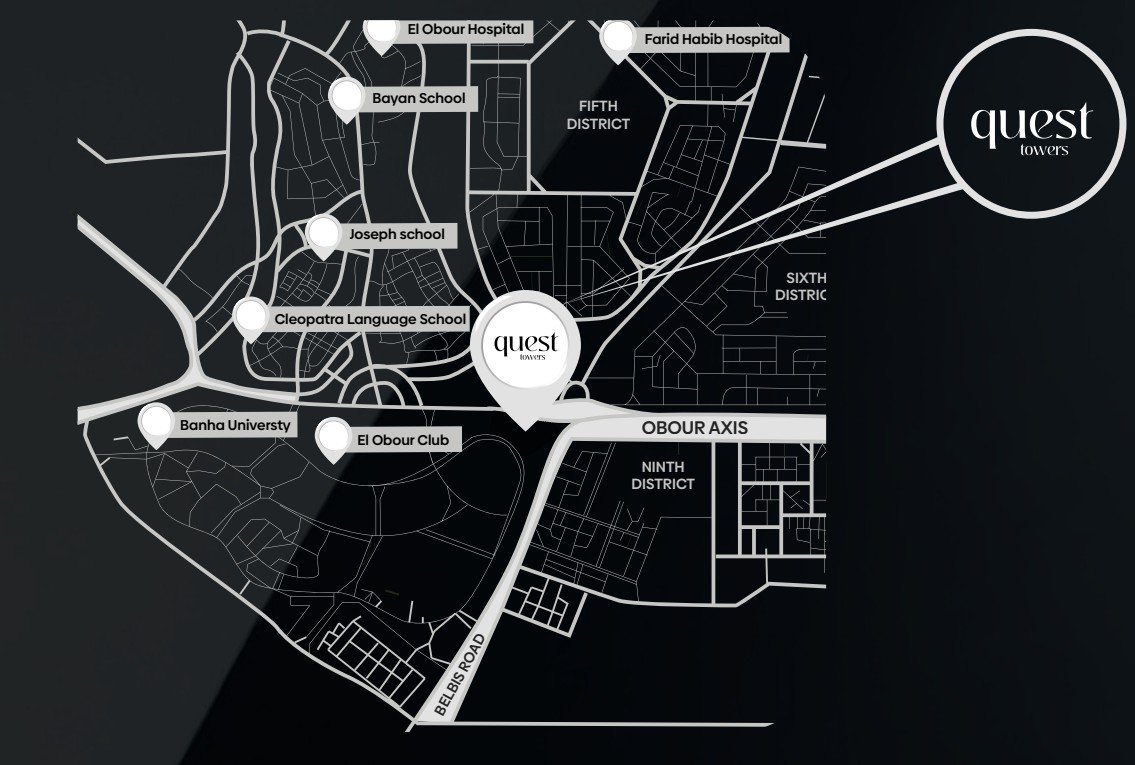 El Obour Hospital
Farid Habib Hospital
Bayan School
FIFTH
DISTRICT
quest
towers
Joseph school
SIXTH
DISTRIC
Cleopatra Language School
quest
towers
Banha Universty
El Obour Club
OBOUR AXIS
NINTH
DISTRICT
BELBIS ROAD